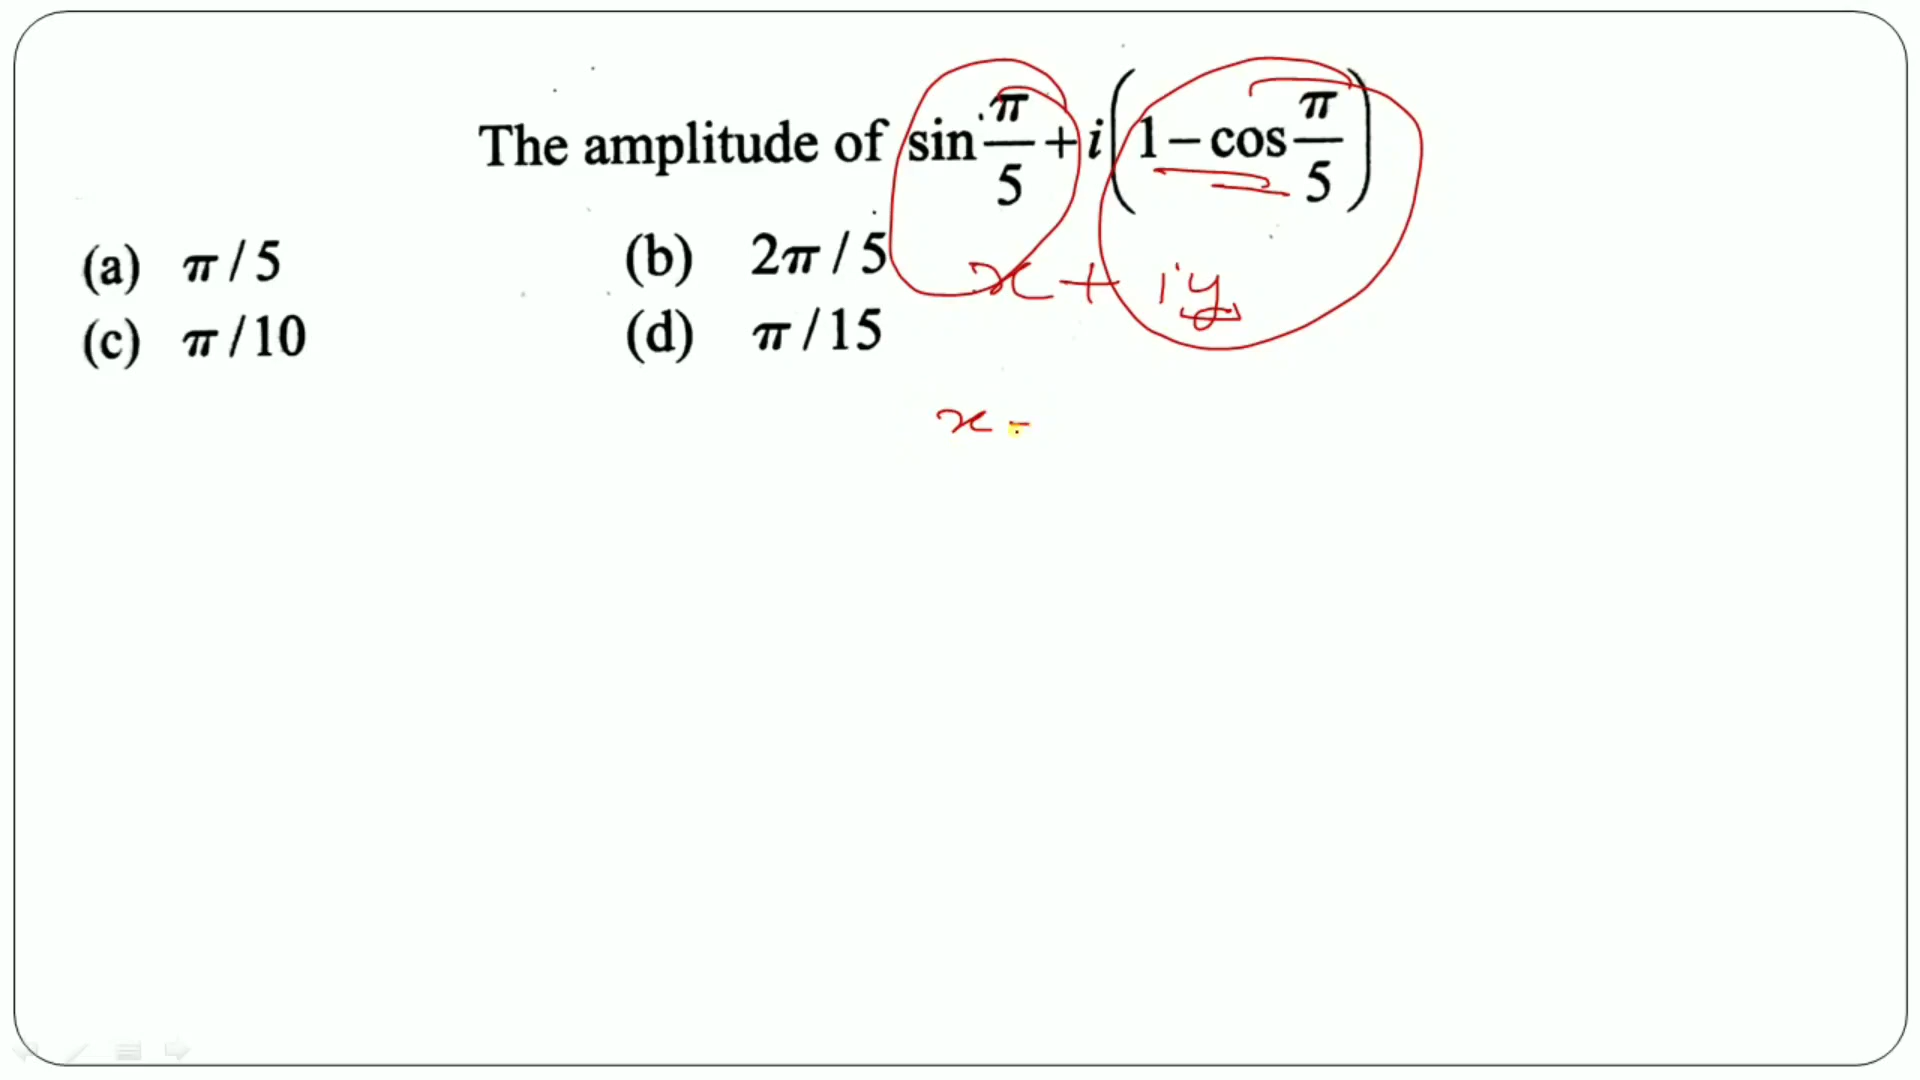 The amplitude of sin π/5 + i(1 − cos π/5)
(a) π/5 (b) 2π/5
x + iy
(c) π/10 (d) π/15
x =